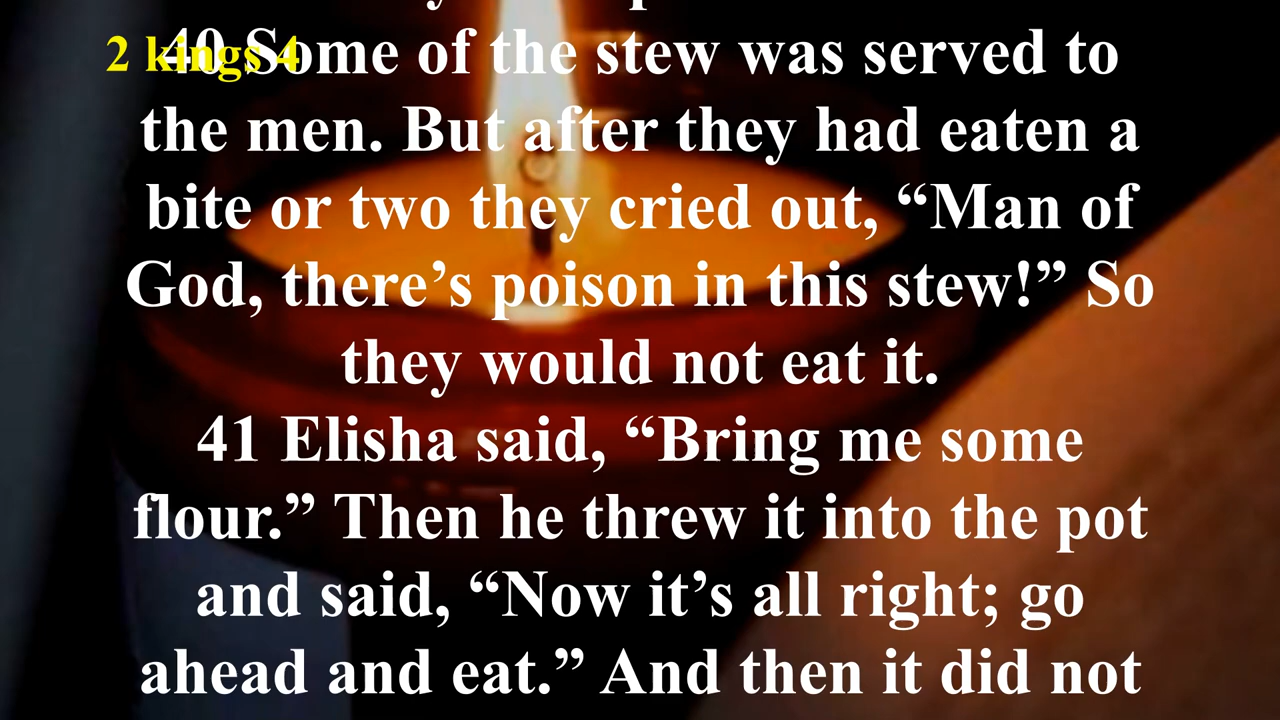 2 kings 4
40 Some of the stew was served to
the men. But after they had eaten a
bite or two they cried out, “Man of
God, there’s poison in this stew!” So
they would not eat it.
41 Elisha said, “Bring me some
flour.” Then he threw it into the pot
and said, “Now it’s all right; go
ahead and eat.” And then it did not